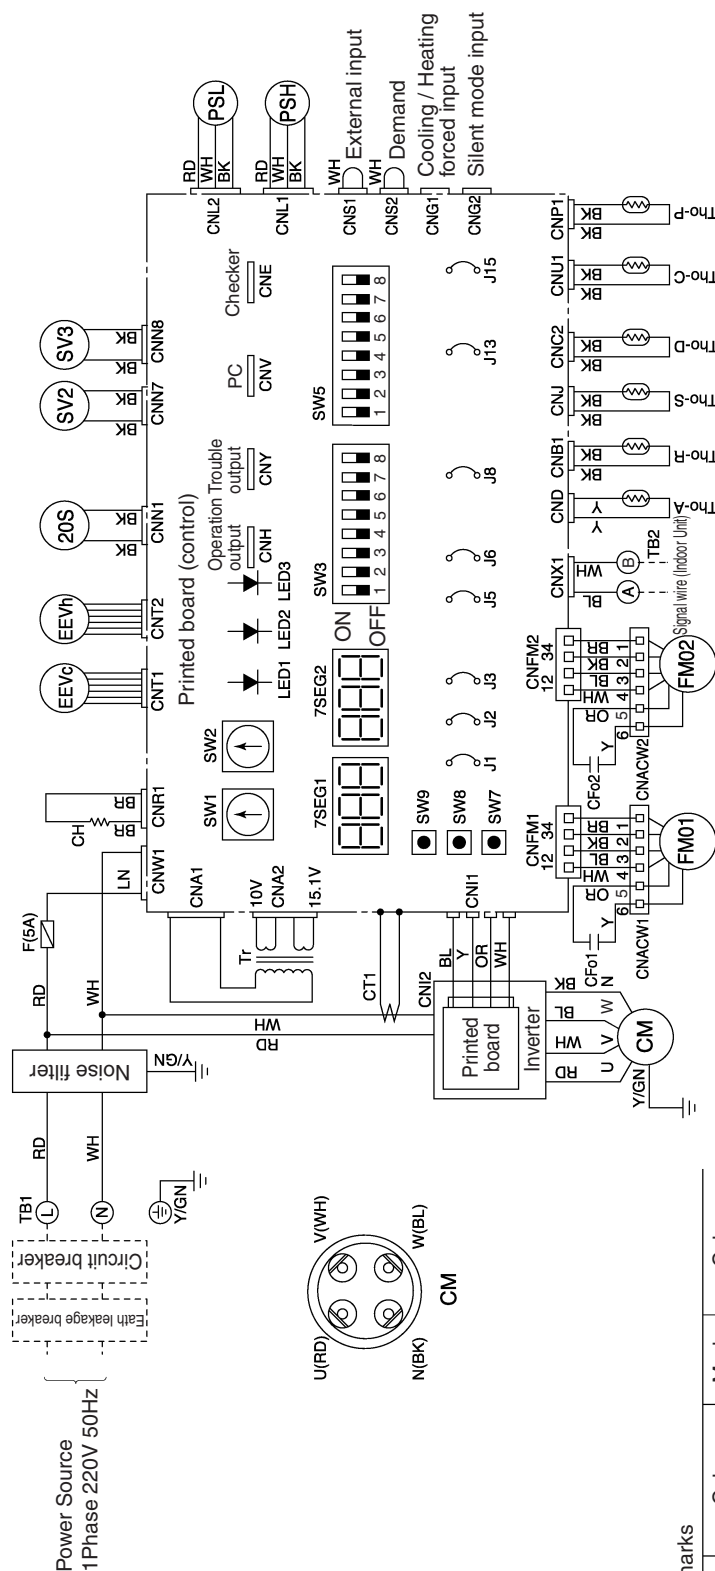 RD
WH
BK
PSL
CNL2
RD
WH
BK
PSH
CNL1
WH
External input
CNS1
WH
Demand
CNS2
Cooling / Heating
forced input
CNG1
Silent mode input
CNG2
SV3
BK
BK
CNN8
SV2
BK
BK
CNN7
20S
BK
BK
CNN1
EEVh
CNT2
EEVc
CNT1
CH
BR
BR
CNR1
LN
CNW1
F(5A)
RD
WH
Printed board (control)
Checker
CNE
PC
CNV
Trouble
output
CNY
Operation
output
CNH
LED3
LED2
LED1
SW2
SW1
SW5
1 2 3 4 5 6 7 8
SW3
1 2 3 4 5 6 7 8
ON
OFF
7SEG2
7SEG1
J15
J13
J8
J6
J5
J3
J2
J1
SW9
SW8
SW7
CNA1
10V
CNA2
15.1V
Tr
CT1
CNI1
BL
Y
OR
WH
CNI2
Printed
board
Inverter
WH
RD
Noise filter
Y/GN
RD
WH
TB1
L
N
Y/GN
Circuit breaker
Eath leakage breaker
Power Source
1Phase 220V 50Hz
CNP1
BK
BK
Tho-P
CNU1
BK
BK
Tho-C
CNC2
BK
BK
Tho-D
CNJ
BK
BK
Tho-S
CNB1
BK
BK
Tho-R
CND
Y
Y
Tho-A
CNX1
WH
BL
B
A
TB2
Signal wire (Indoor Unit)
CNFM2
12 34
BR
BK
BL
WH
OR
Y
1 2 3 4 5 6
CFo2
CNACW2
FM02
CNFM1
12 34
BR
BK
BL
WH
OR
Y
1 2 3 4 5 6
CFo1
CNACW1
FM01
BK
BL
WH
RD
N
W
V
U
CM
Y/GN
V(WH)
W(BL)
U(RD)
N(BK)
CM